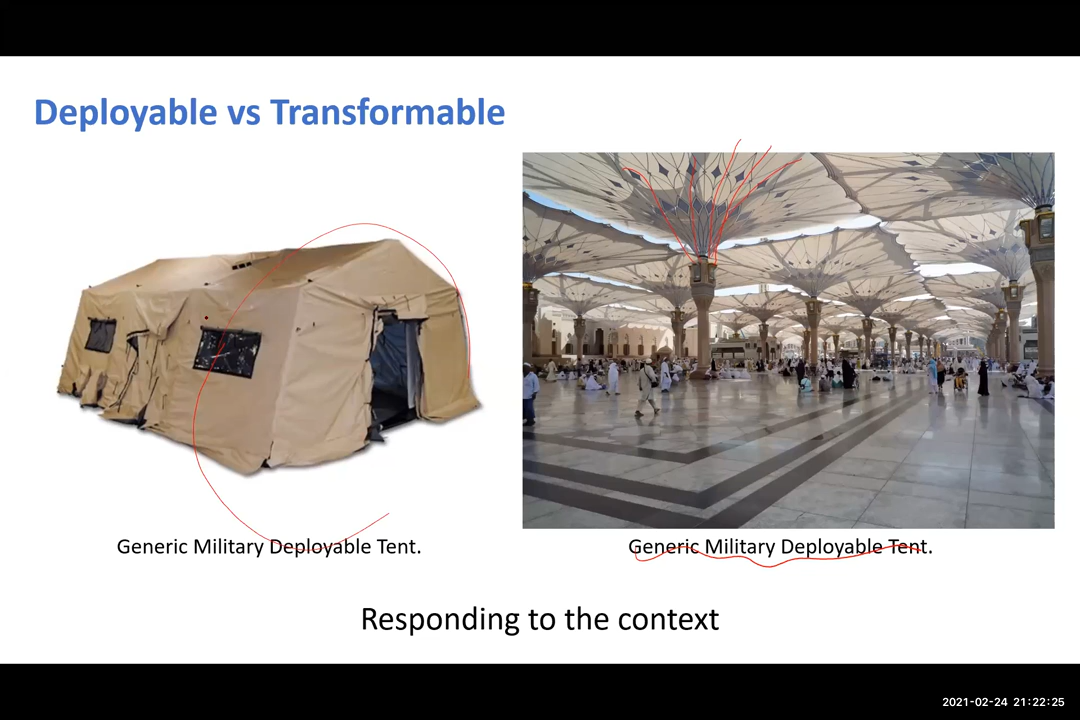 Deployable vs Transformable
Generic Military Deployable Tent.
Generic Military Deployable Tent.
Responding to the context
2021-02-24 21:22:25